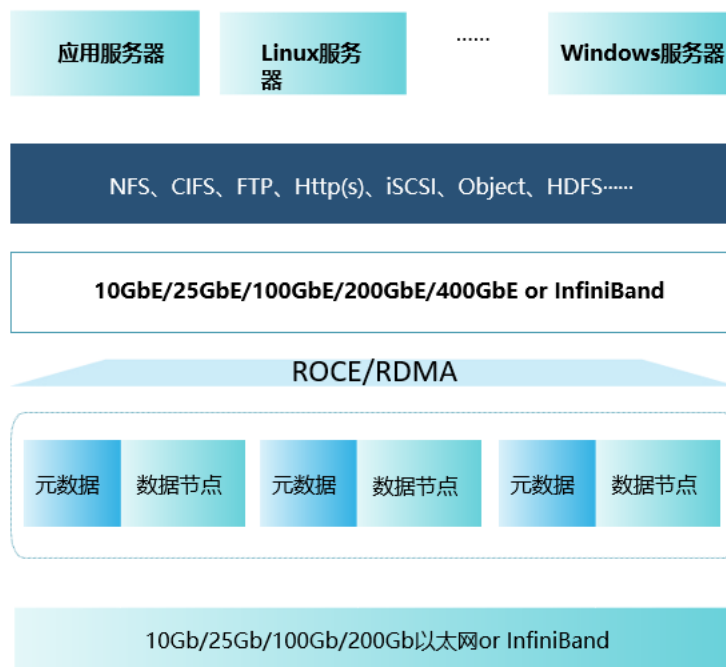 应用服务器
Linux服务
器
······
Windows服务器
NFS、CIFS、FTP、Http(s)、iSCSI、Object、HDFS······
10GbE/25GbE/100GbE/200GbE/400GbE or InfiniBand
ROCE/RDMA
元数据 数据节点 元数据 数据节点 元数据 数据节点
10Gb/25Gb/100Gb/200Gb以太网or InfiniBand